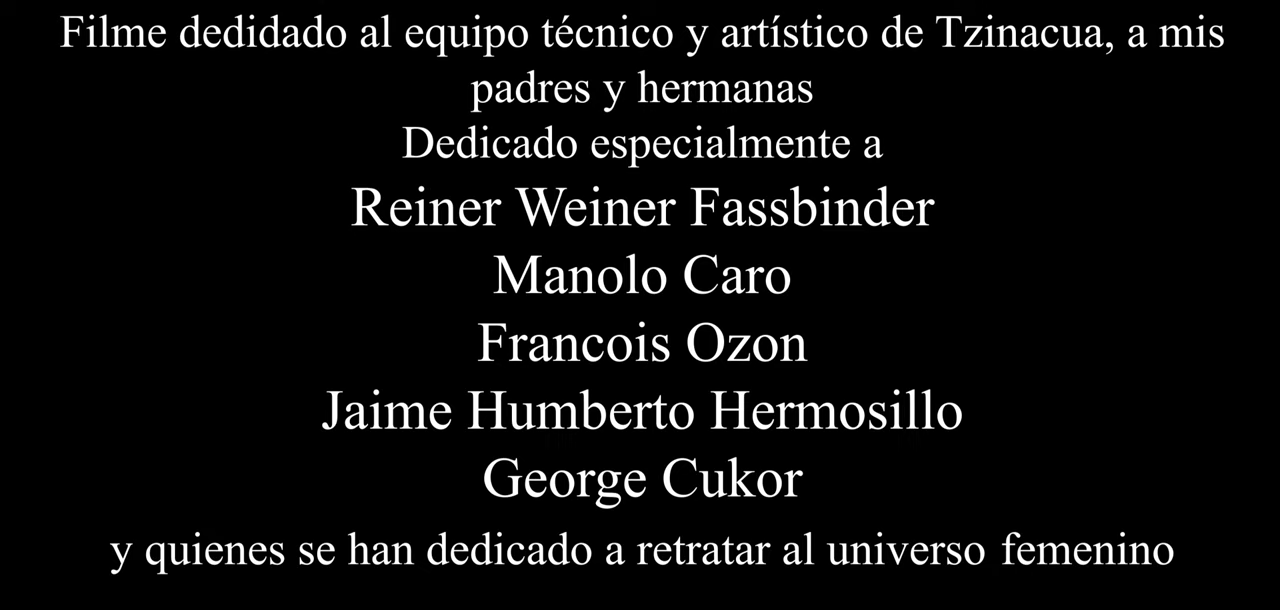 Filme dedidado al equipo técnico y artístico de Tzinacua, a mis
padres y hermanas
Dedicado especialmente a
Reiner Weiner Fassbinder
Manolo Caro
Francois Ozon
Jaime Humberto Hermosillo
George Cukor
y quienes se han dedicado a retratar al universo femenino